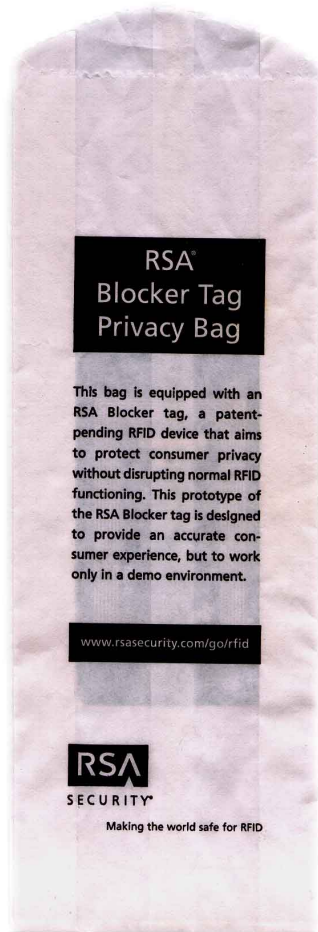 RSA®
Blocker Tag
Privacy Bag
This bag is equipped with an
RSA Blocker tag, a patent-
pending RFID device that aims
to protect consumer privacy
without disrupting normal RFID
functioning. This prototype of
the RSA Blocker tag is designed
to provide an accurate con-
sumer experience, but to work
only in a demo environment.
www.rsasecurity.com/go/rfid
RSA
SECURITY®
Making the world safe for RFID